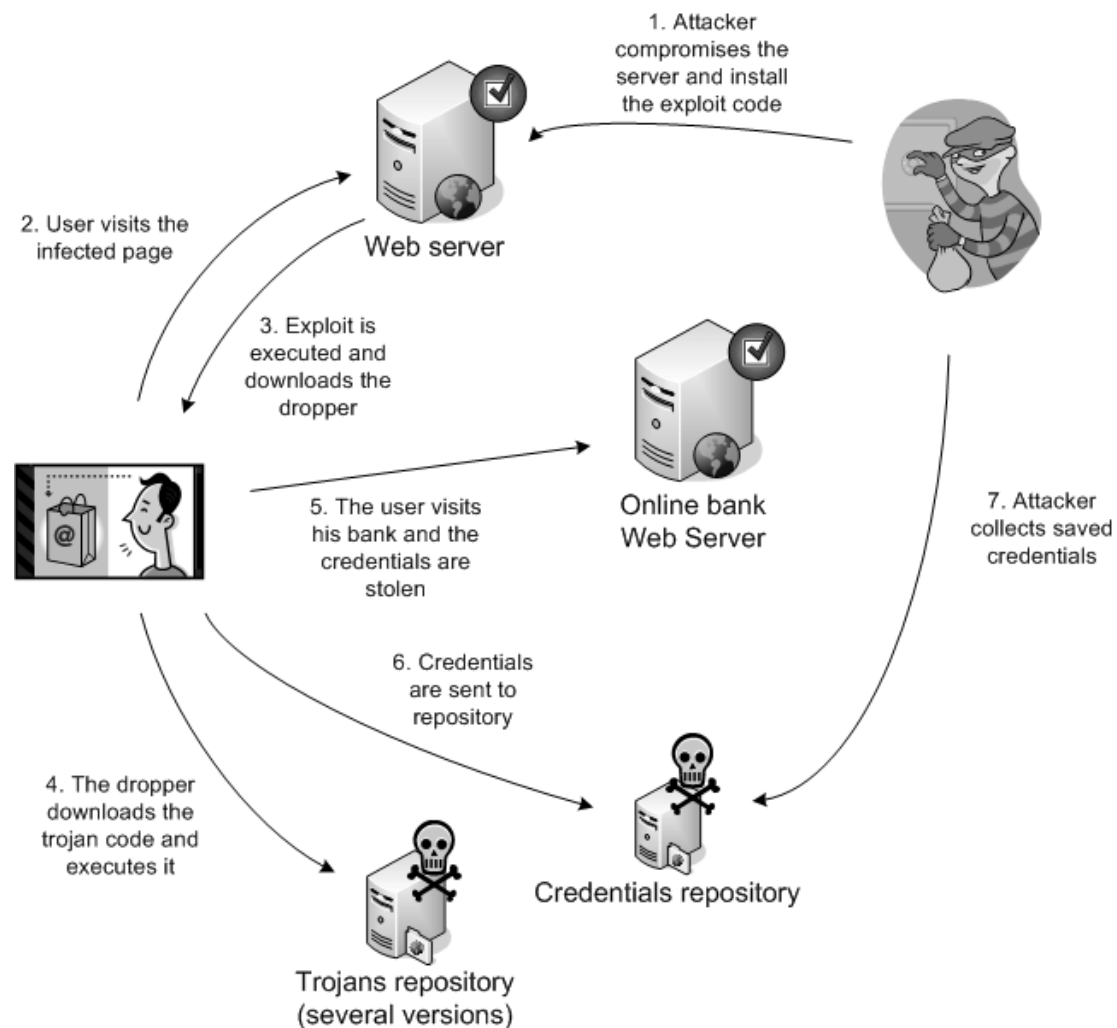 1. Attacker
compromises the
server and install
the exploit code
2. User visits the
infected page
Web server
3. Exploit is
executed and
downloads the
dropper
@
5. The user visits
his bank and the
credentials are
stolen
Online bank
Web Server
7. Attacker
collects saved
credentials
6. Credentials
are sent to
repository
4. The dropper
downloads the
trojan code and
executes it
Credentials repository
Trojans repository
(several versions)